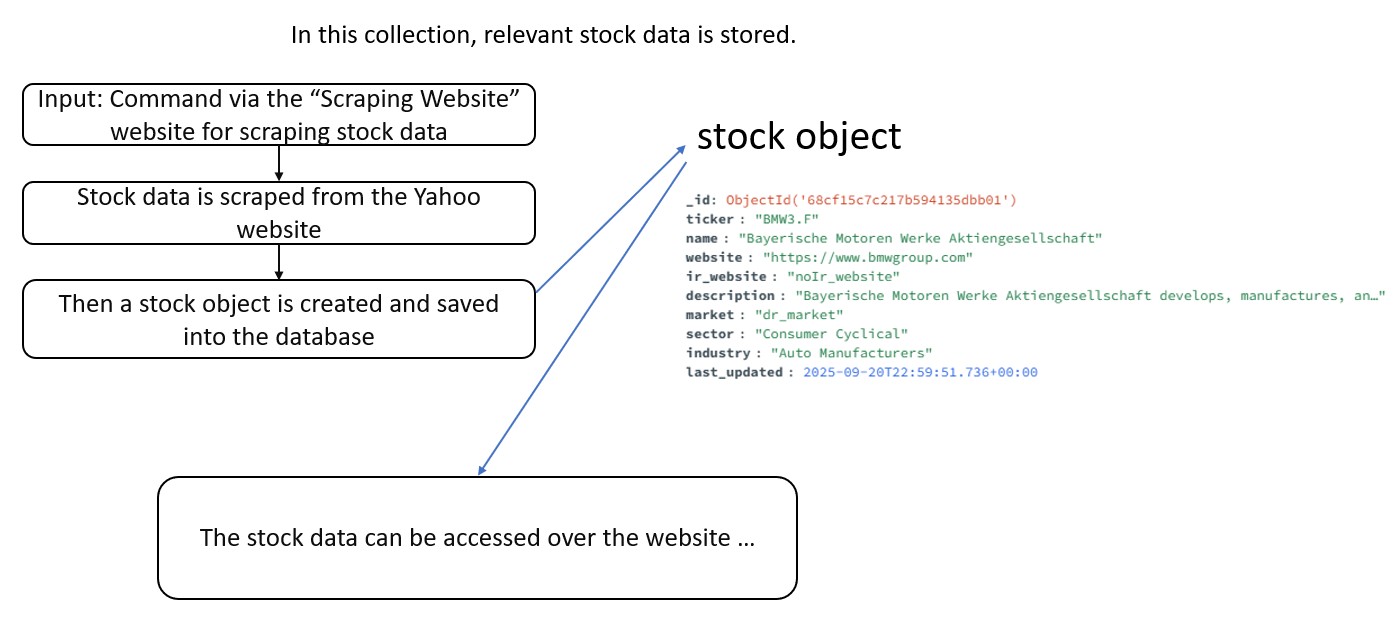 In this collection, relevant stock data is stored.
Input: Command via the “Scraping Website”
website for scraping stock data
Stock data is scraped from the Yahoo
website
Then a stock object is created and saved
into the database
stock object
_id: ObjectId('68cf15c7c217b594135dbb01')
ticker : "BMW3.F"
name : "Bayerische Motoren Werke Aktiengesellschaft"
website : "https://www.bmwgroup.com"
ir_website : "noIr_website"
description : "Bayerische Motoren Werke Aktiengesellschaft develops, manufactures, an…"
market : "dr_market"
sector : "Consumer Cyclical"
industry : "Auto Manufacturers"
last_updated : 2025-09-20T22:59:51.736+00:00
The stock data can be accessed over the website …